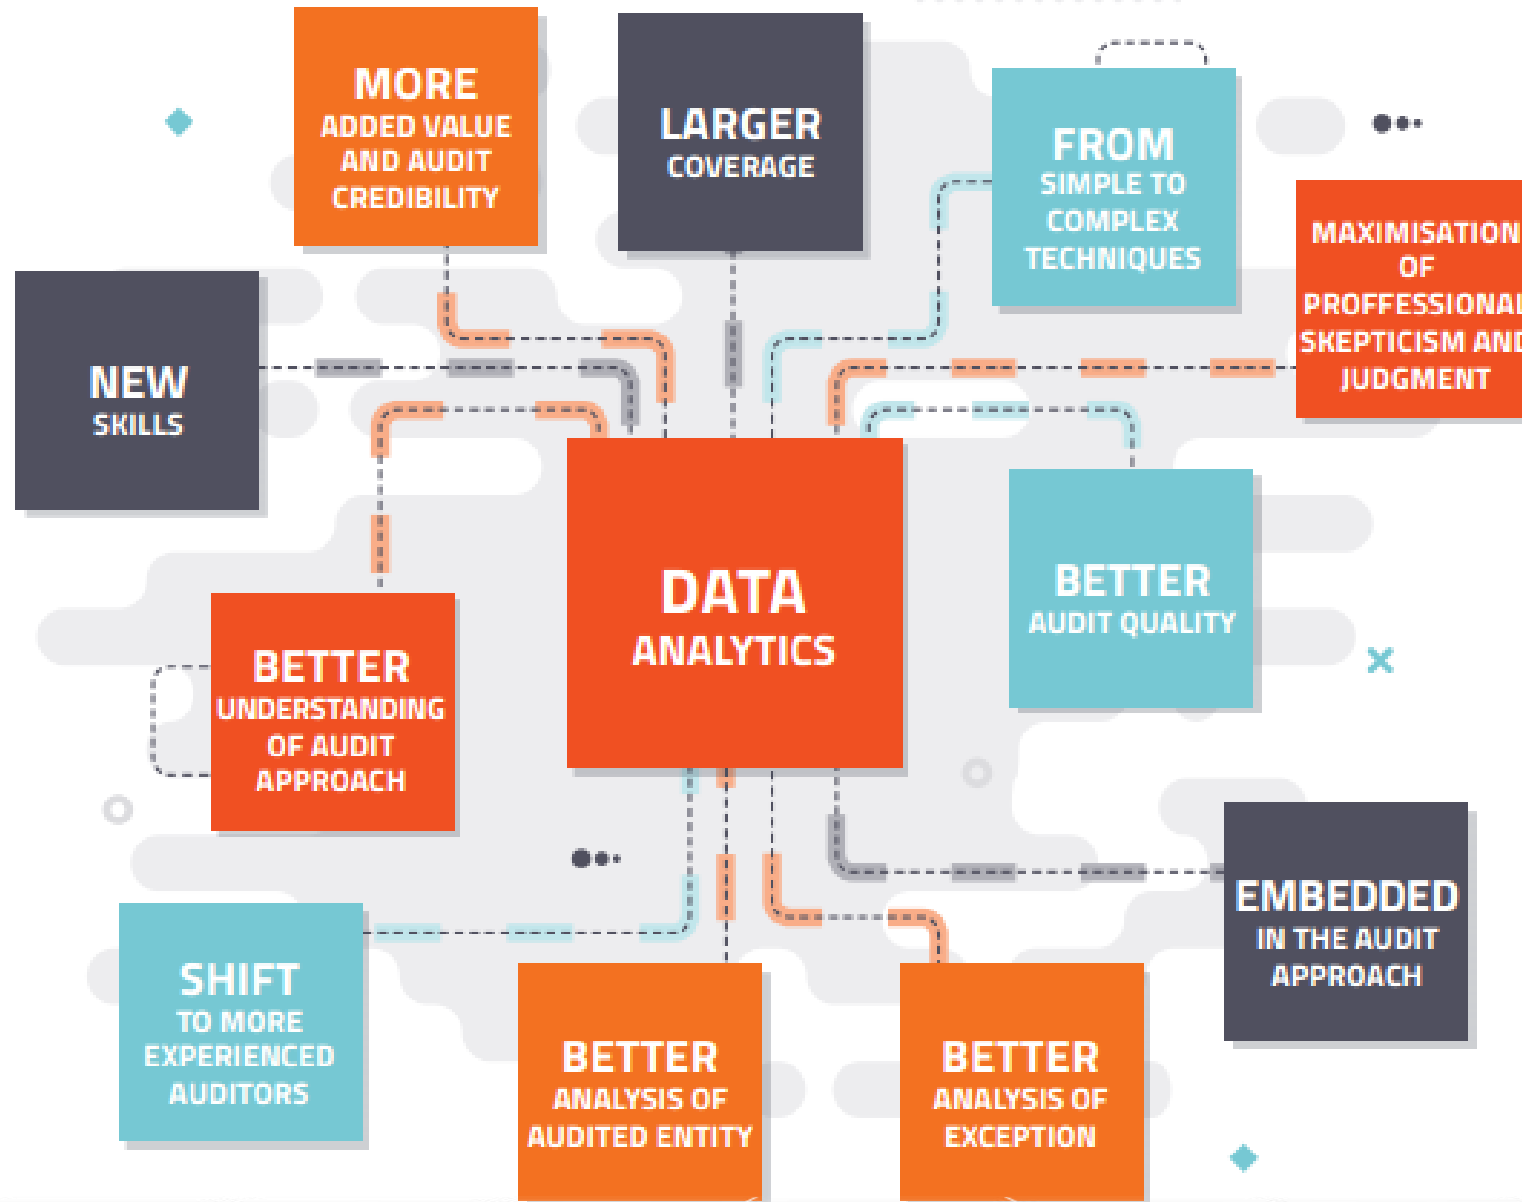 MORE
ADDED VALUE
AND AUDIT
CREDIBILITY
LARGER
COVERAGE
FROM
SIMPLE TO
COMPLEX
TECHNIQUES
MAXIMISATION
OF
PROFFESSIONAL
SKEPTICISM AND
JUDGMENT
NEW
SKILLS
DATA
ANALYTICS
BETTER
AUDIT QUALITY
BETTER
UNDERSTANDING
OF AUDIT
APPROACH
EMBEDDED
IN THE AUDIT
APPROACH
SHIFT
TO MORE
EXPERIENCED
AUDITORS
BETTER
ANALYSIS OF
AUDITED ENTITY
BETTER
ANALYSIS OF
EXCEPTION